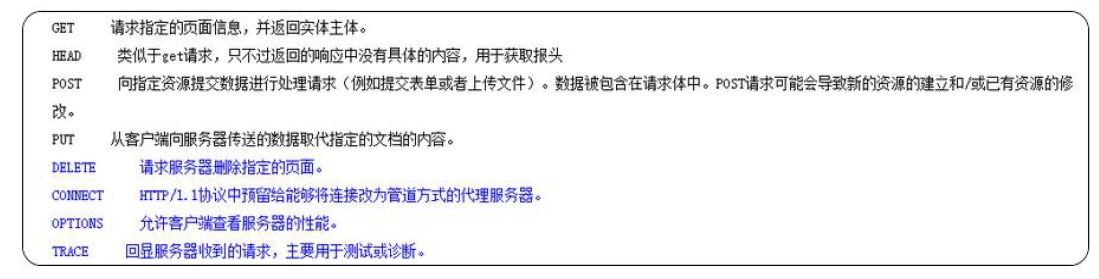 GET 请求指定的页面信息，并返回实体主体。
HEAD 类似于get请求，只不过返回的响应中没有具体的内容，用于获取报头
POST 向指定资源提交数据进行处理请求（例如提交表单或者上传文件）。数据被包含在请求体中。POST请求可能会导致新的资源的建立和/或已有资源的修
改。
PUT 从客户端向服务器传送的数据取代指定的文档的内容。
DELETE 请求服务器删除指定的页面。
CONNECT HTTP/1.1协议中预留给能够将连接改为管道方式的代理服务器。
OPTIONS 允许客户端查看服务器的性能。
TRACE 回显服务器收到的请求，主要用于测试或诊断。